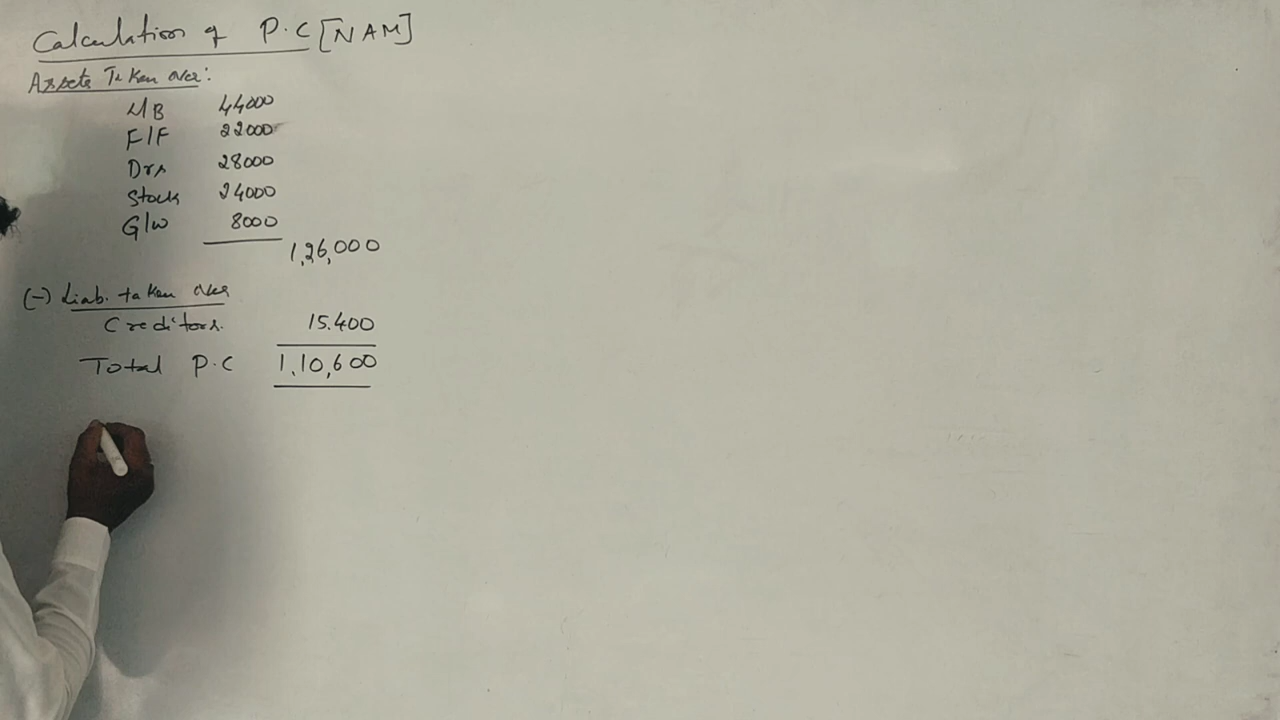 Calculation of P.C [NAM]
Assets Taken over:
L/B 44000
F/F 22000
Drs 28000
Stock 24000
G/w 8000
1,26,000
(-) Liab. taken over
Creditors. 15.400
Total P.C 1,10,600